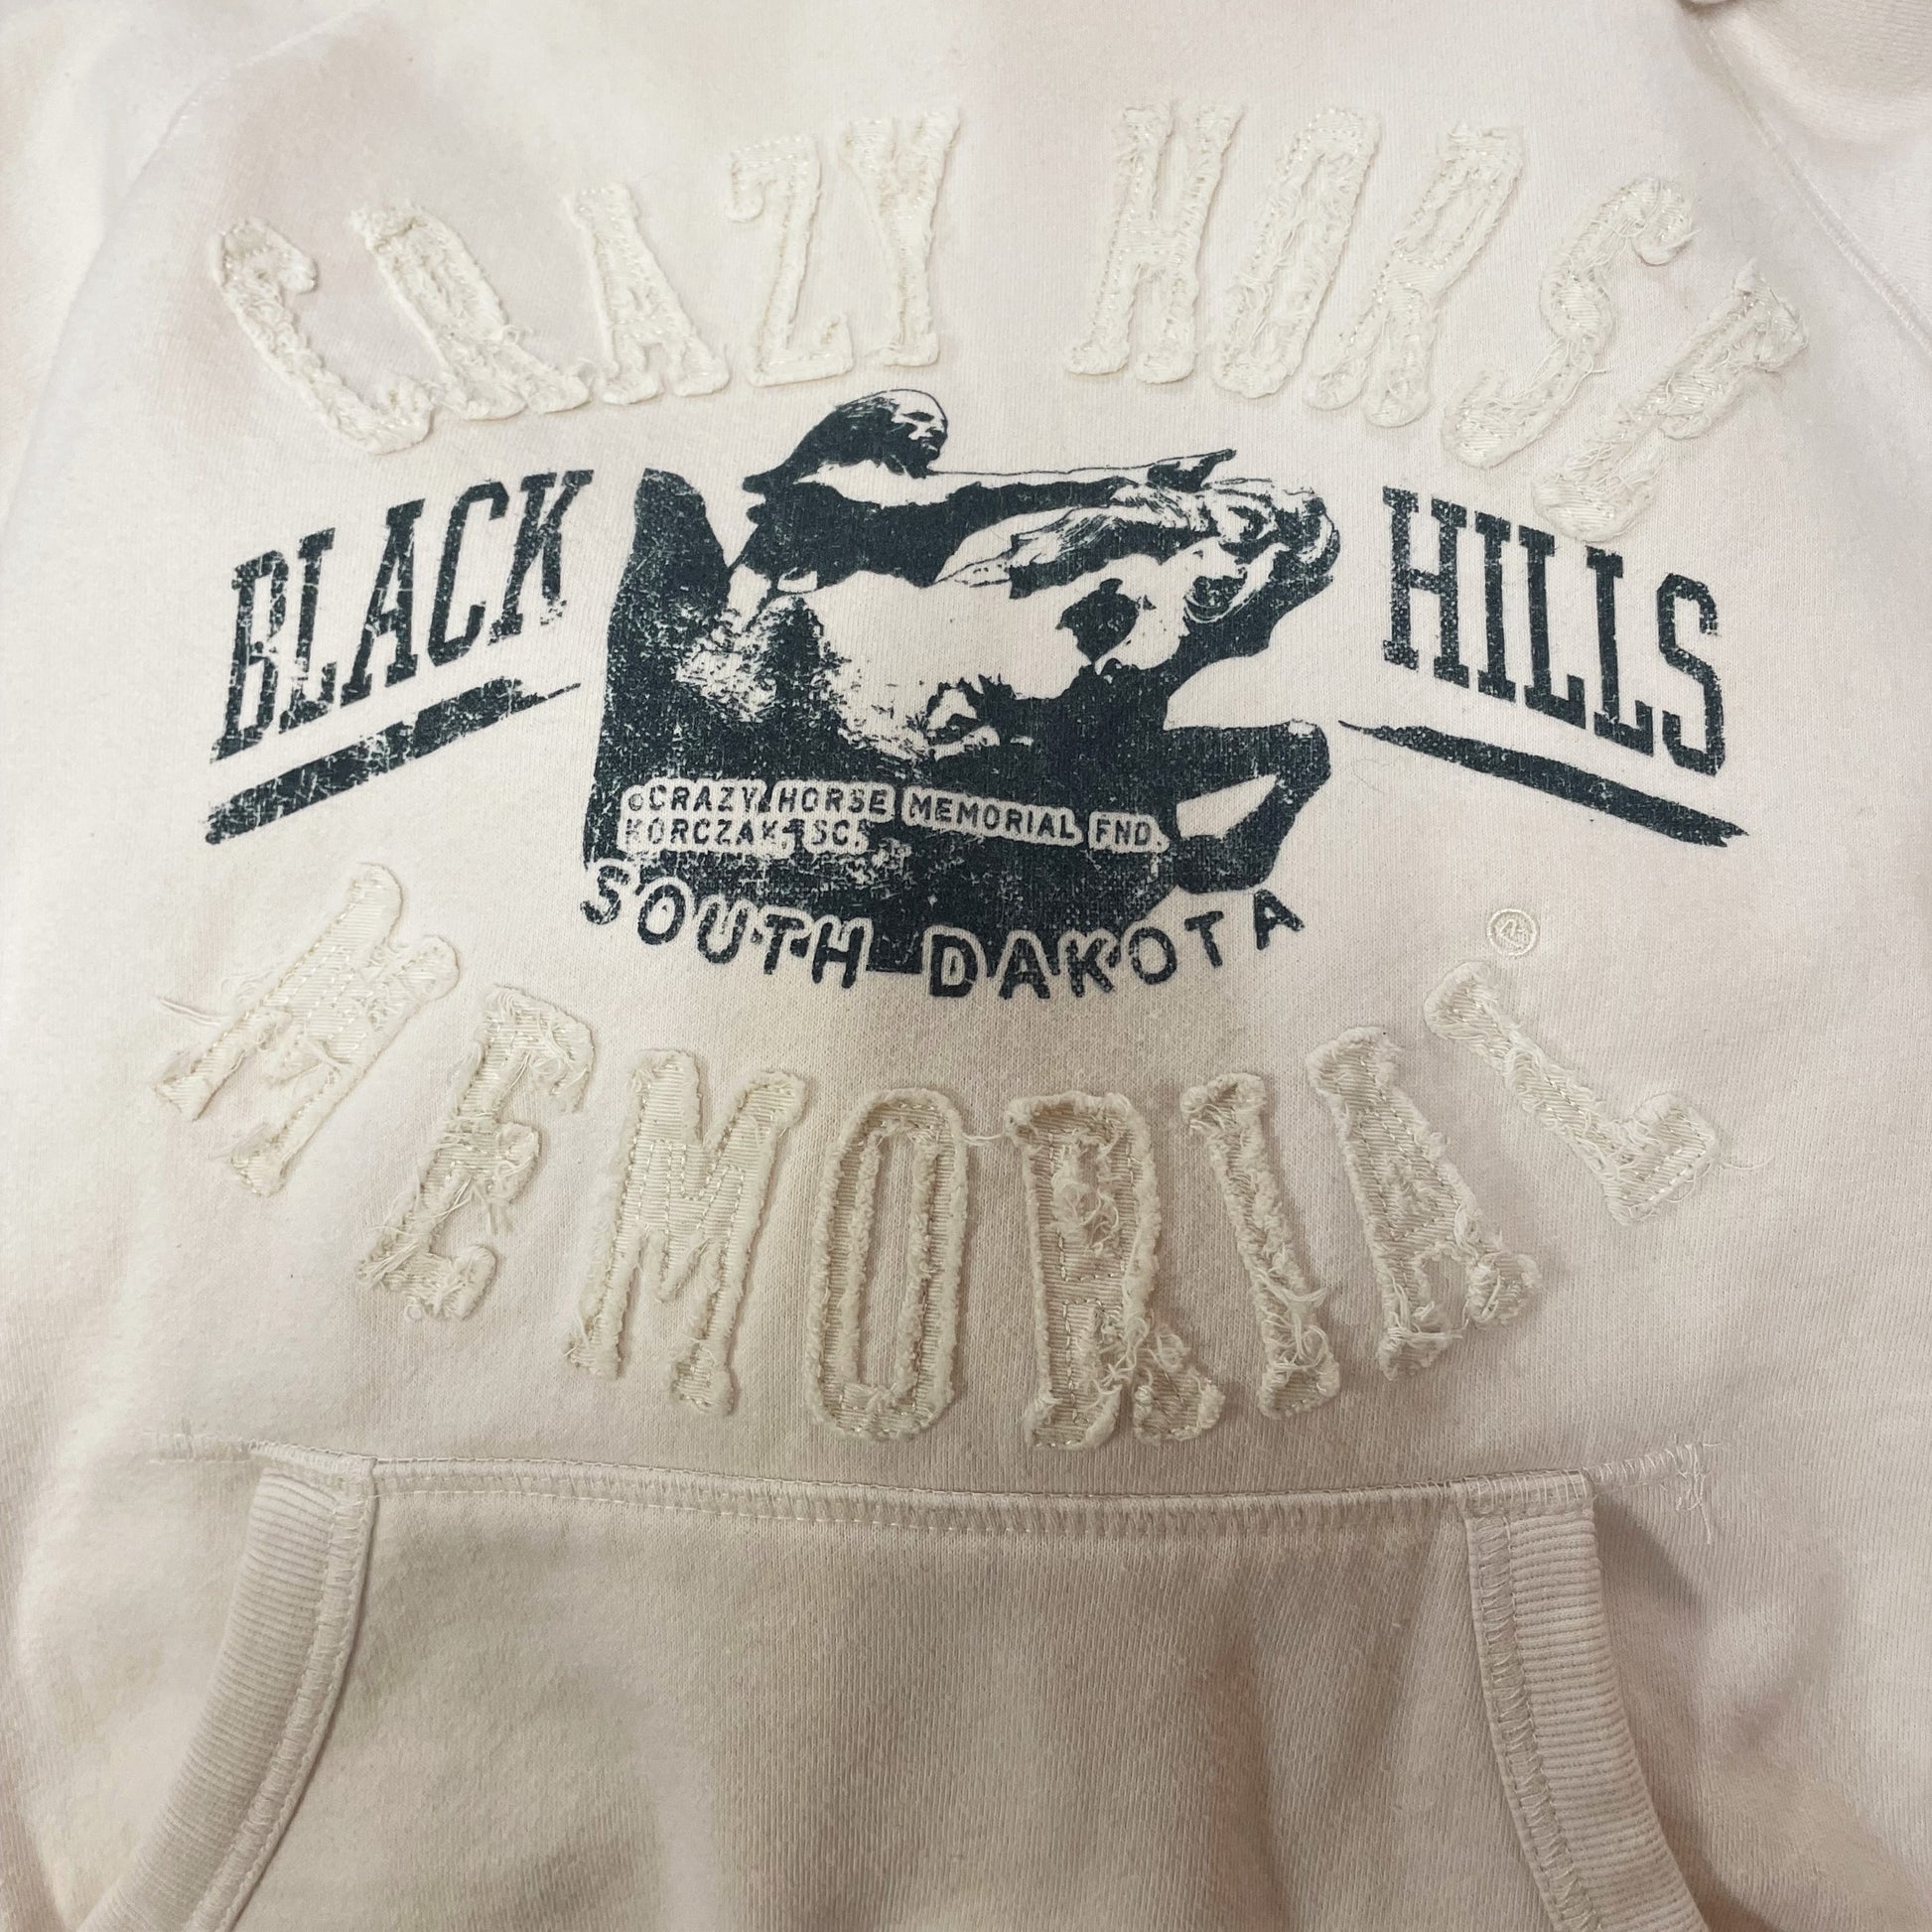 CRAZY HORSE
BLACK HILLS
©CRAZY HORSE MEMORIAL FND.
KORCZAK, SC.
SOUTH DAKOTA
MEMORIAL